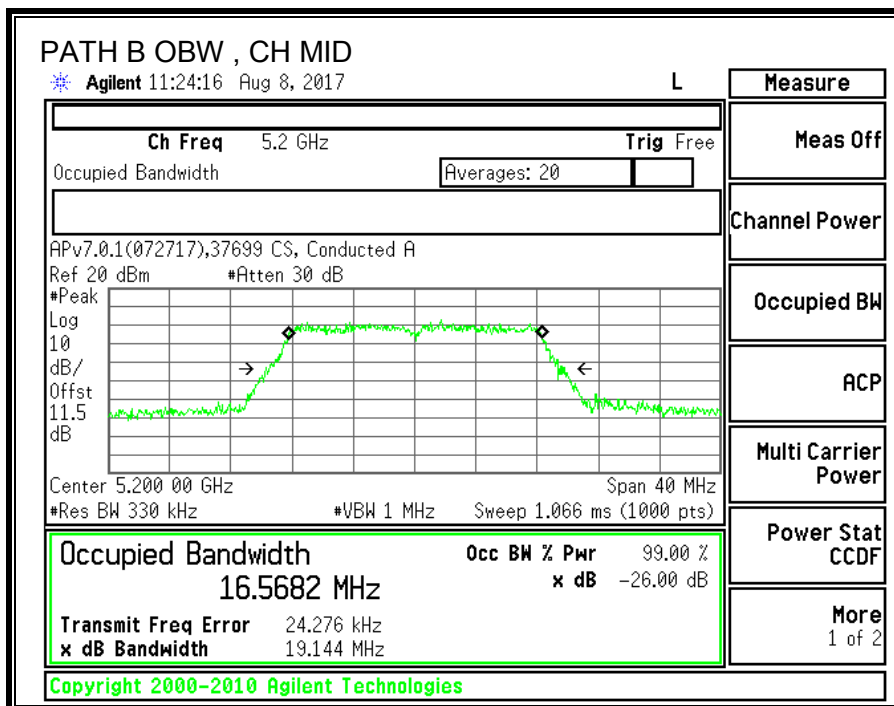 PATH B OBW , CH MID
Agilent 11:24:16 Aug 8, 2017 L
Measure
Ch Freq 5.2 GHz Trig Free
Occupied Bandwidth Averages: 20
Meas Off
Channel Power
APv7.0.1(072717),37699 CS, Conducted A
Ref 20 dBm #Atten 30 dB
#Peak
Log
10
dB/
Offst
11.5
dB
Occupied BW
ACP
Center 5.200 00 GHz Span 40 MHz
#Res BW 330 kHz #VBW 1 MHz Sweep 1.066 ms (1000 pts)
Multi Carrier
Power
Occupied Bandwidth
16.5682 MHz
Occ BW % Pwr 99.00 %
x dB -26.00 dB
Transmit Freq Error 24.276 kHz
x dB Bandwidth 19.144 MHz
Power Stat
CCDF
More
1 of 2
Copyright 2000-2010 Agilent Technologies